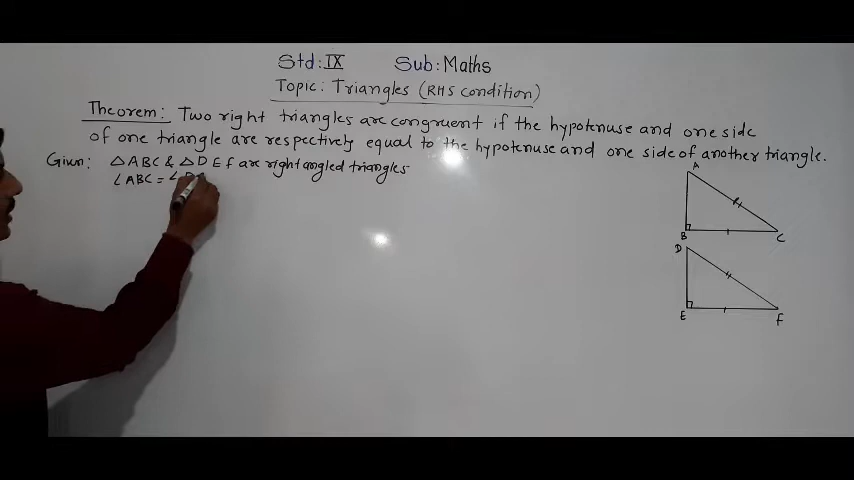 Std: IX Sub: Maths
Topic: Triangles (RHS condition)
Theorem: Two right triangles are congruent if the hypotenuse and one side
of one triangle are respectively equal to the hypotenuse and one side of another triangle.
Given: △ABC & △DEF are right angled triangles
∠ABC = ∠D
A
B C
D
E F